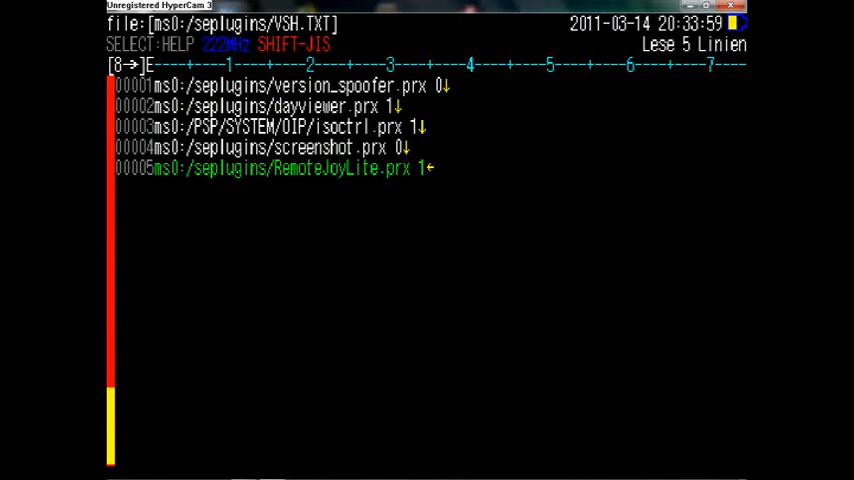 Unregistered HyperCam 3
file:[ms0:/seplugins/VSH.TXT] 2011-03-14 20:33:59
SELECT:HELP 222MHz SHIFT-JIS Lese 5 Linien
[8→]E----+----1----+----2----+----3----+----4----+----5----+----6----+----7----
00001ms0:/seplugins/version_spoofer.prx 0↓
00002ms0:/seplugins/dayviewer.prx 1↓
00003ms0:/PSP/SYSTEM/OIP/isoctrl.prx 1↓
00004ms0:/seplugins/screenshot.prx 0↓
00005ms0:/seplugins/RemoteJoyLite.prx 1←